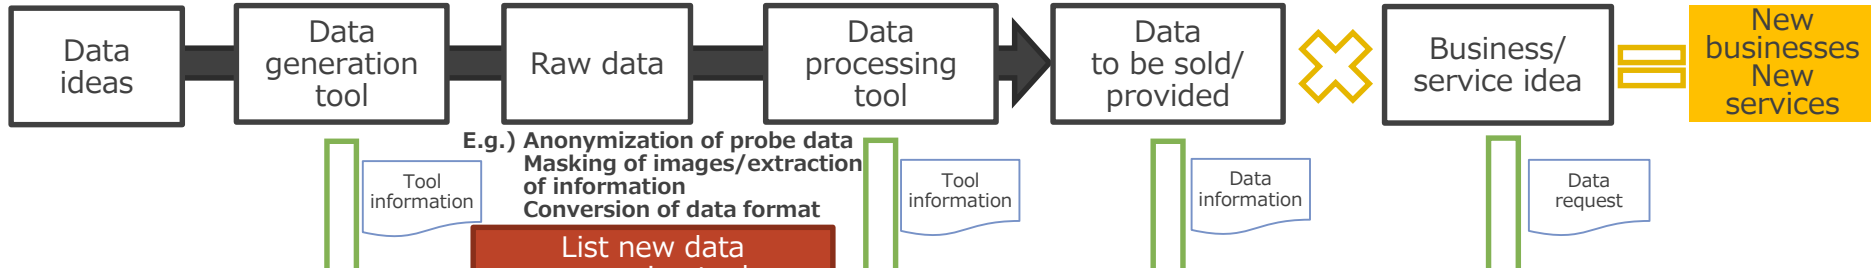 Data
ideas
Data
generation
tool
Raw data
Data
processing
tool
Data
to be sold/
provided
Business/
service idea
New
businesses
New
services
E.g.) Anonymization of probe data
Masking of images/extraction
of information
Conversion of data format
Tool
information
Tool
information
Data
information
Data
request
List new data